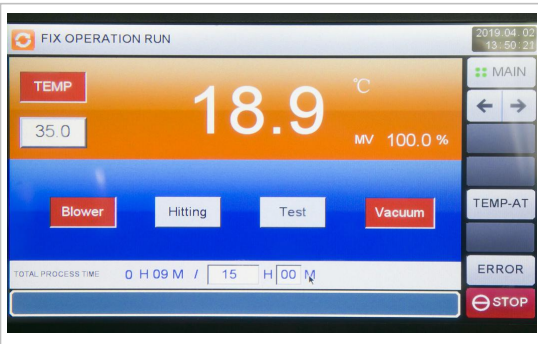 FIX OPERATION RUN
2019.04.02
13:50:21
TEMP
35.0
18.9
℃
MV 100.0 %
MAIN
← →
TEMP-AT
ERROR
STOP
Blower Hitting Test Vacuum
TOTAL PROCESS TIME 0 H 09 M / 15 H 00 M